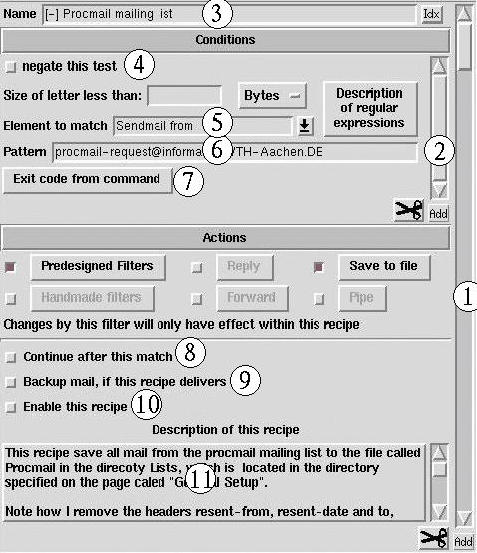 Name [-] Procmail mailing ist 3 Idx
Conditions
negate this test 4
Size of letter less than: Bytes Description of regular expressions
Element to match Sendmail from 5
Pattern procmail-request@informa 6 TH-Aachen.DE 2
Exit code from command 7
Add
Actions
Predesigned Filters Reply Save to file
Handmade filters Forward Pipe 1
Changes by this filter will only have effect within this recipe
Continue after this match 8
Backup mail, if this recipe delivers 9
Enable this recipe 10
Description of this recipe
This recipe save all mail from the procmail mailing list to the file called
Procmail in the direcoty Lists, is located in the directory
specified on the page caled "G 11 Setup".
Note how I remove the headers resent-from, resent-date and to,
Add